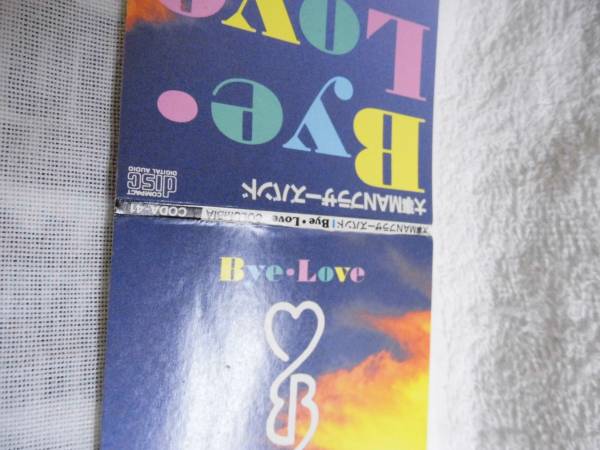 Bye・
Love
大事MANブラザーズバンド
COMPACT
disc
DIGITAL AUDIO
大事MANブラザーズバンド Bye・Love COLUMBIA CODA-41
Bye・Love